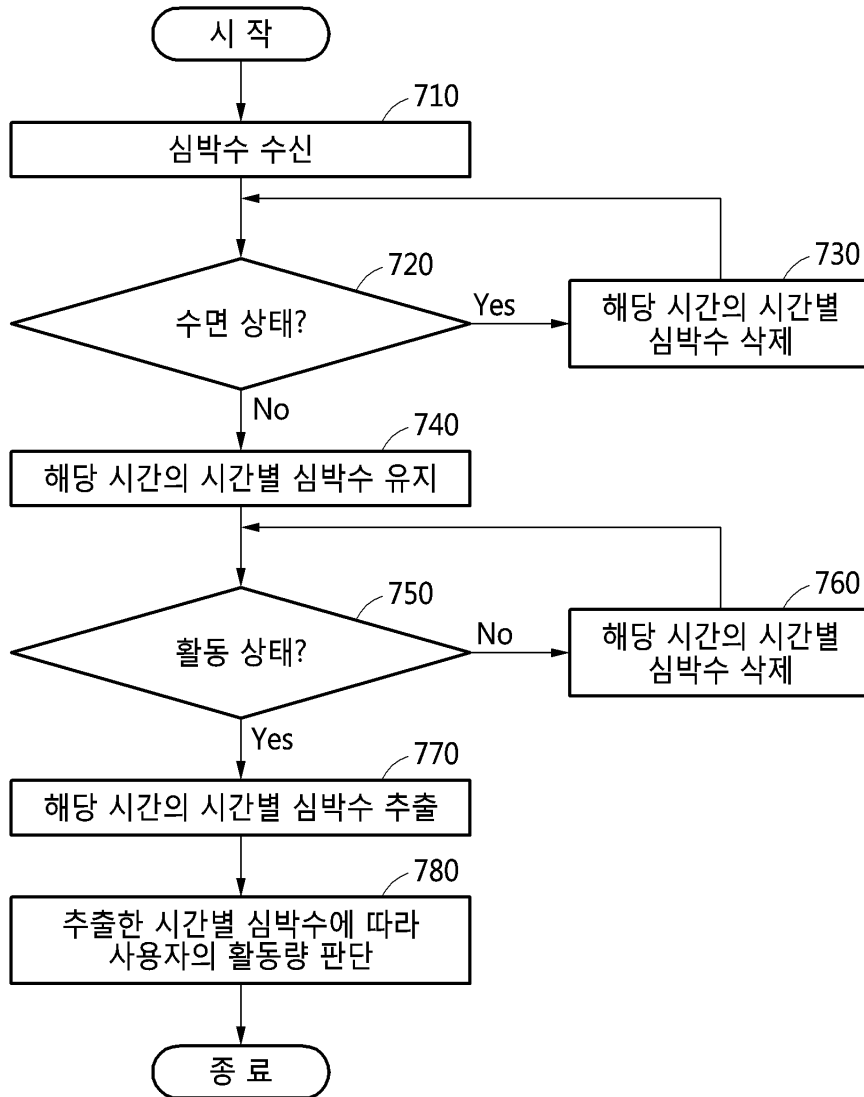 시 작
710
심박수 수신
720
수면 상태?
Yes
730
해당 시간의 시간별
심박수 삭제
No
740
해당 시간의 시간별 심박수 유지
750
활동 상태?
No
760
해당 시간의 시간별
심박수 삭제
Yes
770
해당 시간의 시간별 심박수 추출
780
추출한 시간별 심박수에 따라
사용자의 활동량 판단
종 료